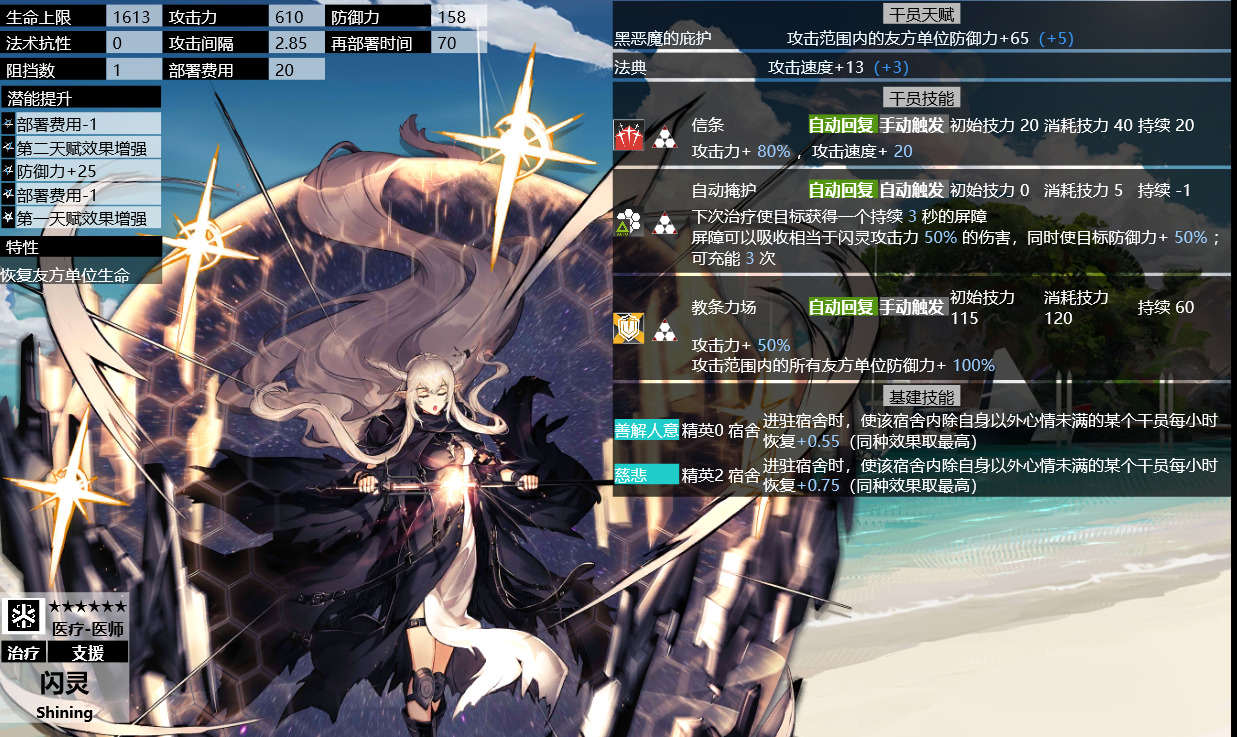 生命上限 1613 攻击力 610 防御力 158
法术抗性 0 攻击间隔 2.85 再部署时间 70
阻挡数 1 部署费用 20
潜能提升
部署费用-1
第二天赋效果增强
防御力+25
部署费用-1
第一天赋效果增强
特性
恢复友方单位生命
★★★★★★
医疗-医师
治疗 支援
闪灵
Shining
干员天赋
黑恶魔的庇护 攻击范围内的友方单位防御力+65（+5）
法典 攻击速度+13（+3）
干员技能
信条 自动回复 手动触发 初始技力 20 消耗技力 40 持续 20
攻击力+ 80% ，攻击速度+ 20
自动掩护 自动回复 自动触发 初始技力 0 消耗技力 5 持续 -1
下次治疗使目标获得一个持续 3 秒的屏障
屏障可以吸收相当于闪灵攻击力 50% 的伤害，同时使目标防御力+ 50% ；
可充能 3 次
AUTO
教条力场 自动回复 手动触发 初始技力 消耗技力 持续 60
115 120
攻击力+ 50%
攻击范围内的所有友方单位防御力+ 100%
基建技能
善解人意 精英0 宿舍 进驻宿舍时，使该宿舍内除自身以外心情未满的某个干员每小时
恢复+0.55（同种效果取最高）
慈悲 精英2 宿舍 进驻宿舍时，使该宿舍内除自身以外心情未满的某个干员每小时
恢复+0.75（同种效果取最高）